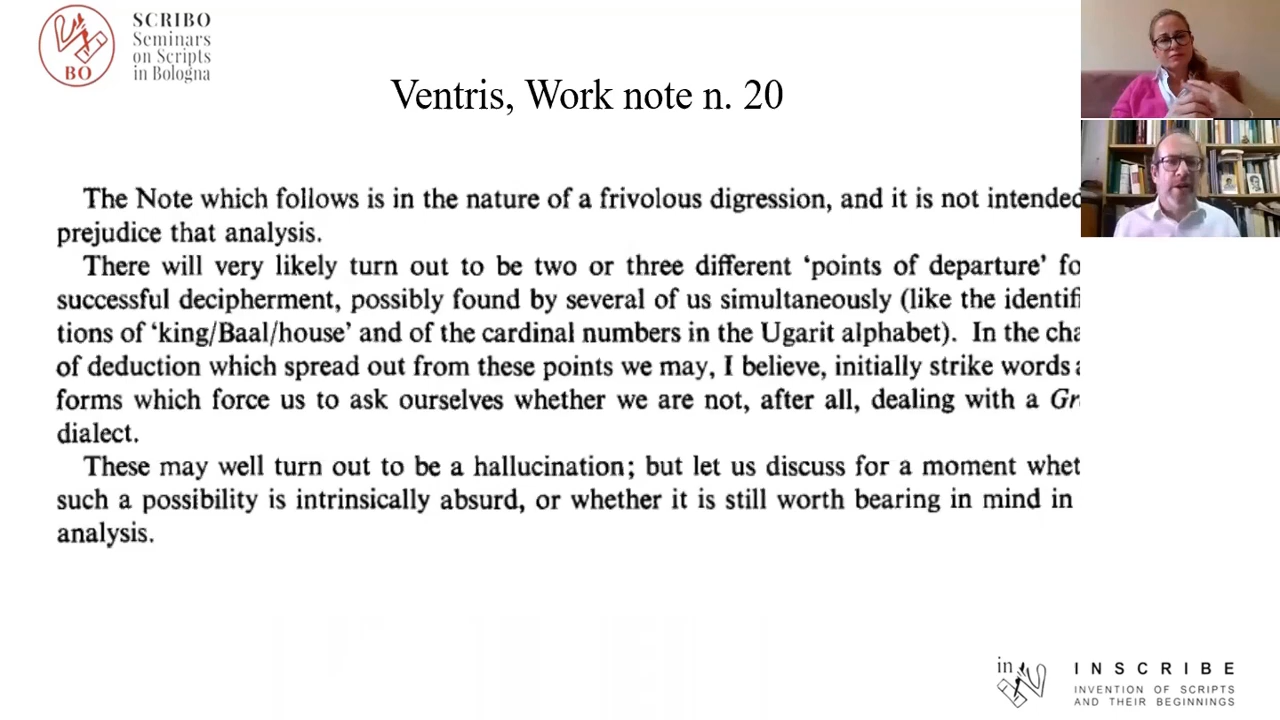 SCRIBO
Seminars
on Scripts
in Bologna
BO
Ventris, Work note n. 20
The Note which follows is in the nature of a frivolous digression, and it is not intended
prejudice that analysis.
There will very likely turn out to be two or three different ‘points of departure’ fo
successful decipherment, possibly found by several of us simultaneously (like the identifi
tions of ‘king/Baal/house’ and of the cardinal numbers in the Ugarit alphabet). In the cha
of deduction which spread out from these points we may, I believe, initially strike words
forms which force us to ask ourselves whether we are not, after all, dealing with a Gr
dialect.
These may well turn out to be a hallucination; but let us discuss for a moment whet
such a possibility is intrinsically absurd, or whether it is still worth bearing in mind in
analysis.
in
INSCRIBE
INVENTION OF SCRIPTS
AND THEIR BEGINNINGS